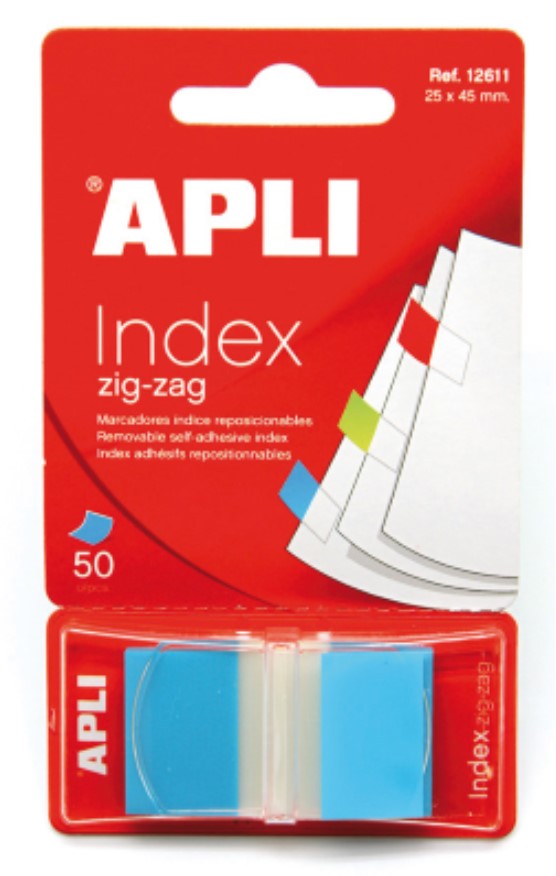 Ref. 12611
25 x 45 mm.
® APLI
Index
zig-zag
Marcadores índice reposicionables
Removable self-adhesive index
Index adhésifs repositionnables
50
APLI
Index zig-zag